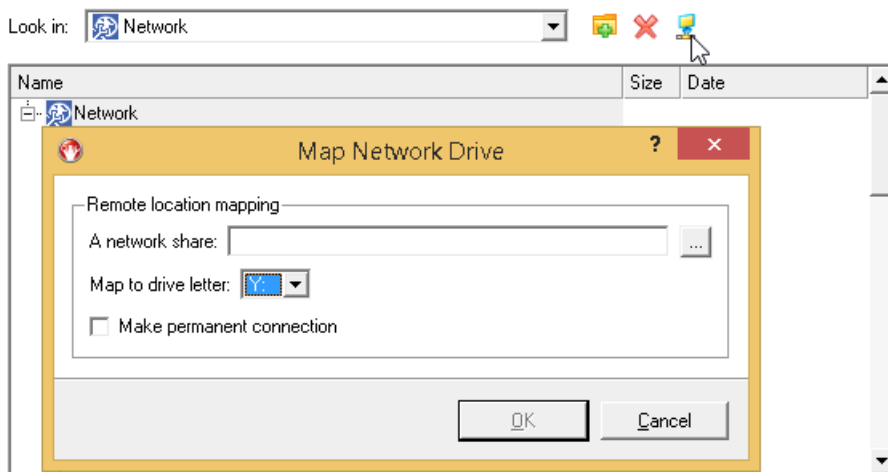 Look in: Network
Name Size Date
Network
Map Network Drive ?
Remote location mapping
A network share: ...
Map to drive letter: Y:
Make permanent connection
OK Cancel